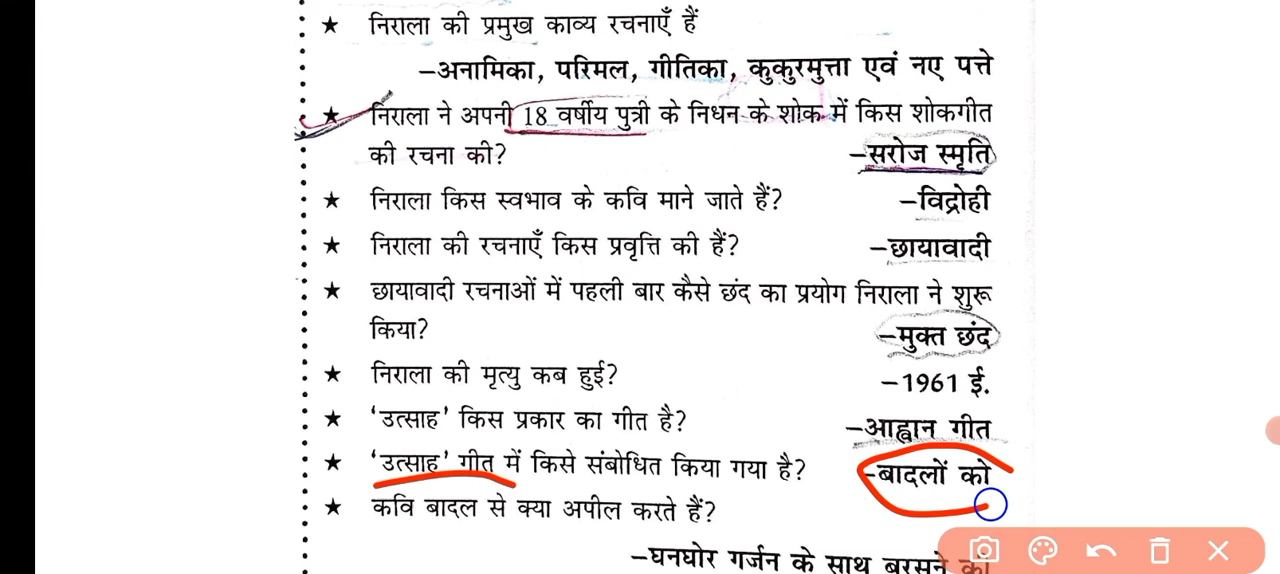 ★ निराला की प्रमुख काव्य रचनाएँ हैं
–अनामिका, परिमल, गीतिका, कुकुरमुत्ता एवं नए पत्ते
★ निराला ने अपनी 18 वर्षीय पुत्री के निधन के शोक में किस शोकगीत
की रचना की? –सरोज स्मृति
★ निराला किस स्वभाव के कवि माने जाते हैं? –विद्रोही
★ निराला की रचनाएँ किस प्रवृत्ति की हैं? –छायावादी
★ छायावादी रचनाओं में पहली बार कैसे छंद का प्रयोग निराला ने शुरू
किया? –मुक्त छंद
★ निराला की मृत्यु कब हुई? –1961 ई.
★ ‘उत्साह’ किस प्रकार का गीत है? –आह्वान गीत
★ ‘उत्साह’ गीत में किसे संबोधित किया गया है? –बादलों को
★ कवि बादल से क्या अपील करते हैं?
–घनघोर गर्जन के साथ बरसने की